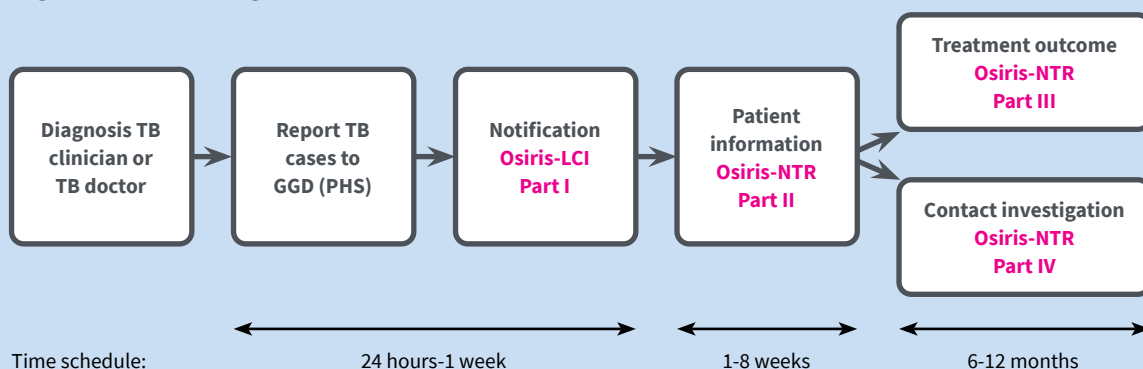 Diagnosis TB
clinician or
TB doctor
Report TB
cases to
GGD (PHS)
Notification
Osiris-LCI
Part I
Patient
information
Osiris-NTR
Part II
Treatment outcome
Osiris-NTR
Part III
Contact investigation
Osiris-NTR
Part IV
Time schedule:
24 hours-1 week
1-8 weeks
6-12 months